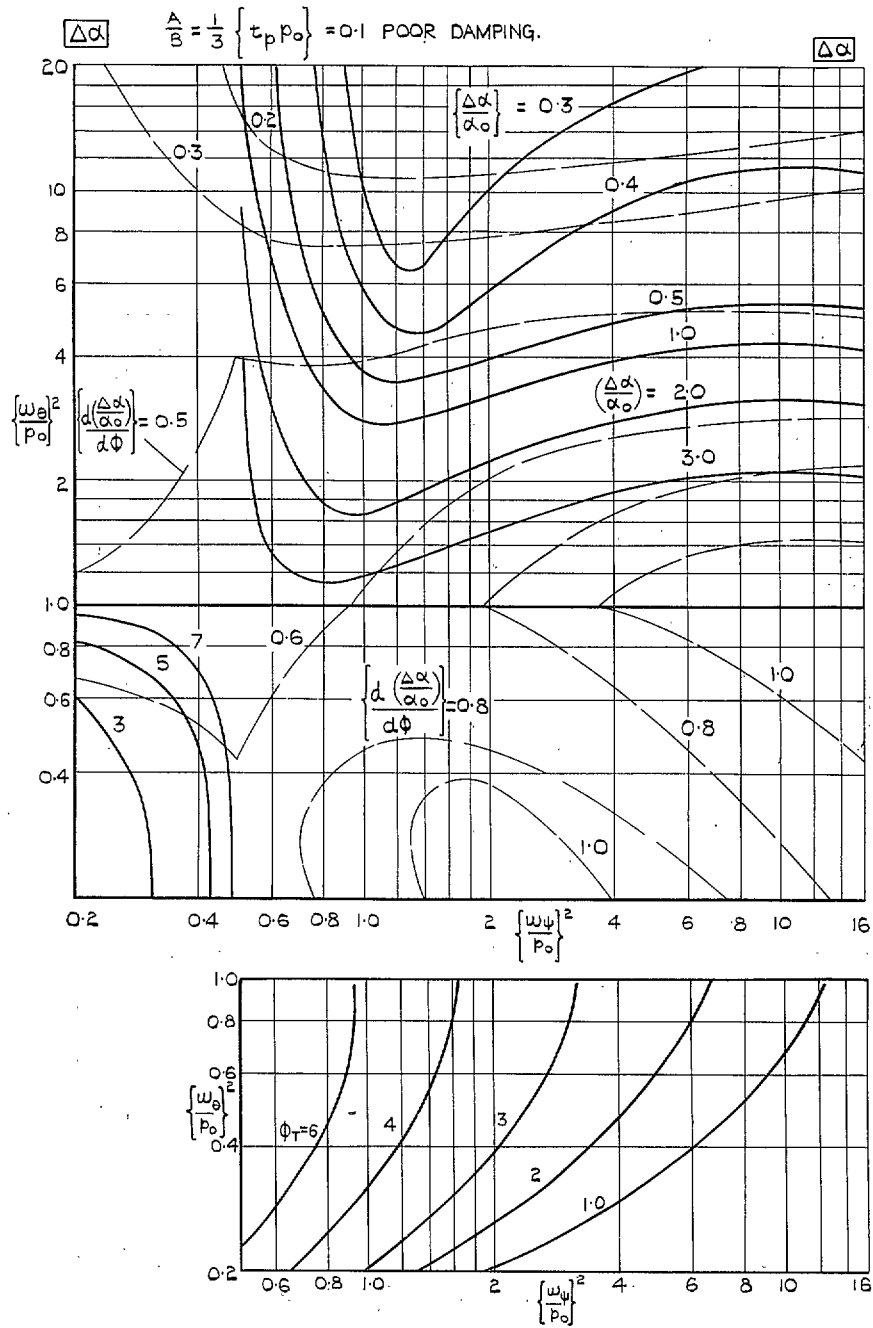 Δα
A/B = 1/3 {t_p p_o} = 0·1 POOR DAMPING.
Δα
20
10
8
6
4
2
1·0
0·8
0·6
0·4
{ω_θ/p_o}²
0·2
0·3
{Δα/α_o} = 0·3
0·4
0·5
1·0
(Δα/α_o) = 2·0
3·0
{d(Δα/α_o)/dΦ} = 0·5
0·6
7
5
3
{d(Δα/α_o)/dΦ} = 0·8
1·0
0·8
1·0
0·2 0·4 0·6 0·8 1·0 2 4 6 ·8 10 16
{ω_ψ/p_o}²
1·0
0·8
0·6
0·4
0·2
{ω_θ/p_o}²
Φ_T=6
4
3
2
1·0
0·6 0·8 1·0 2 4 6 8 10 16
{ω_ψ/p_o}²